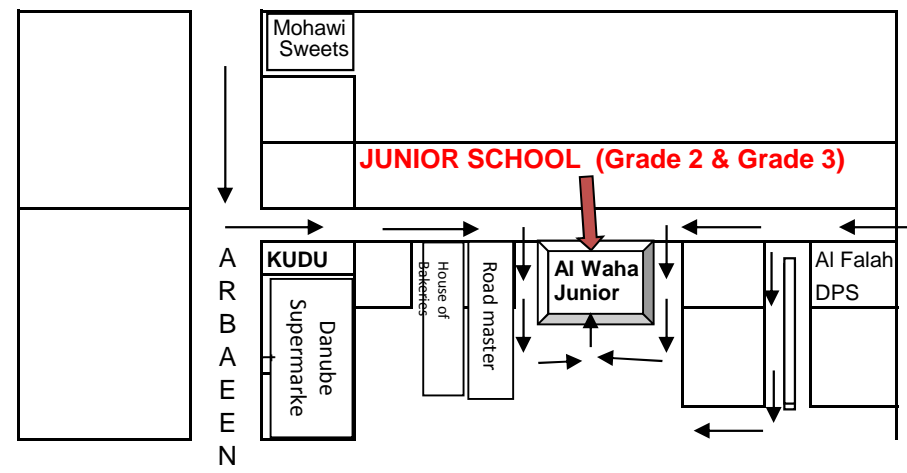 Mohawi
Sweets
JUNIOR SCHOOL (Grade 2 & Grade 3)
A
R
B
A
E
E
N
KUDU
Danube
Supermarke
House of
Bakeries
Road master
Al Waha
Junior
Al Falah
DPS